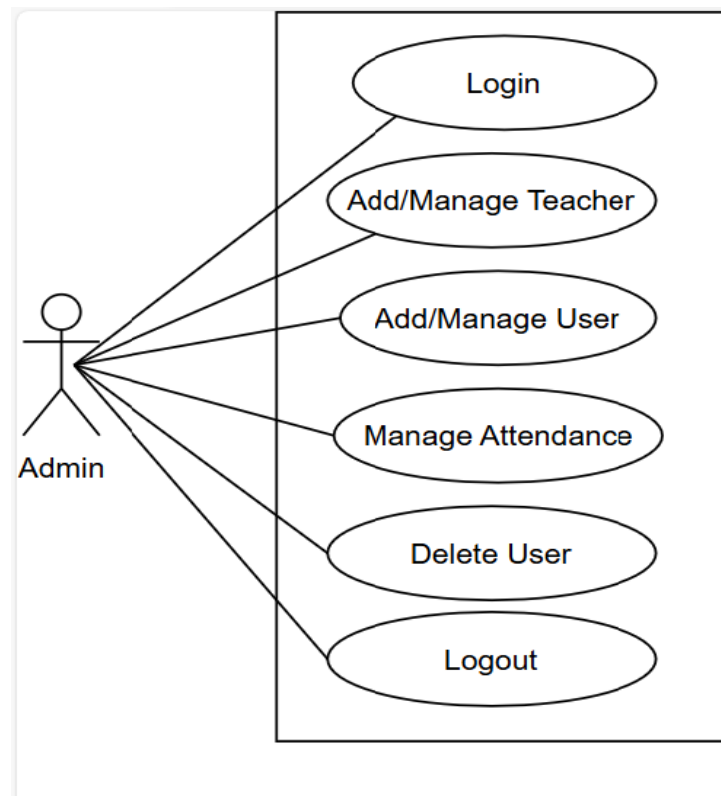 Login
Add/Manage Teacher
Add/Manage User
Manage Attendance
Admin
Delete User
Logout